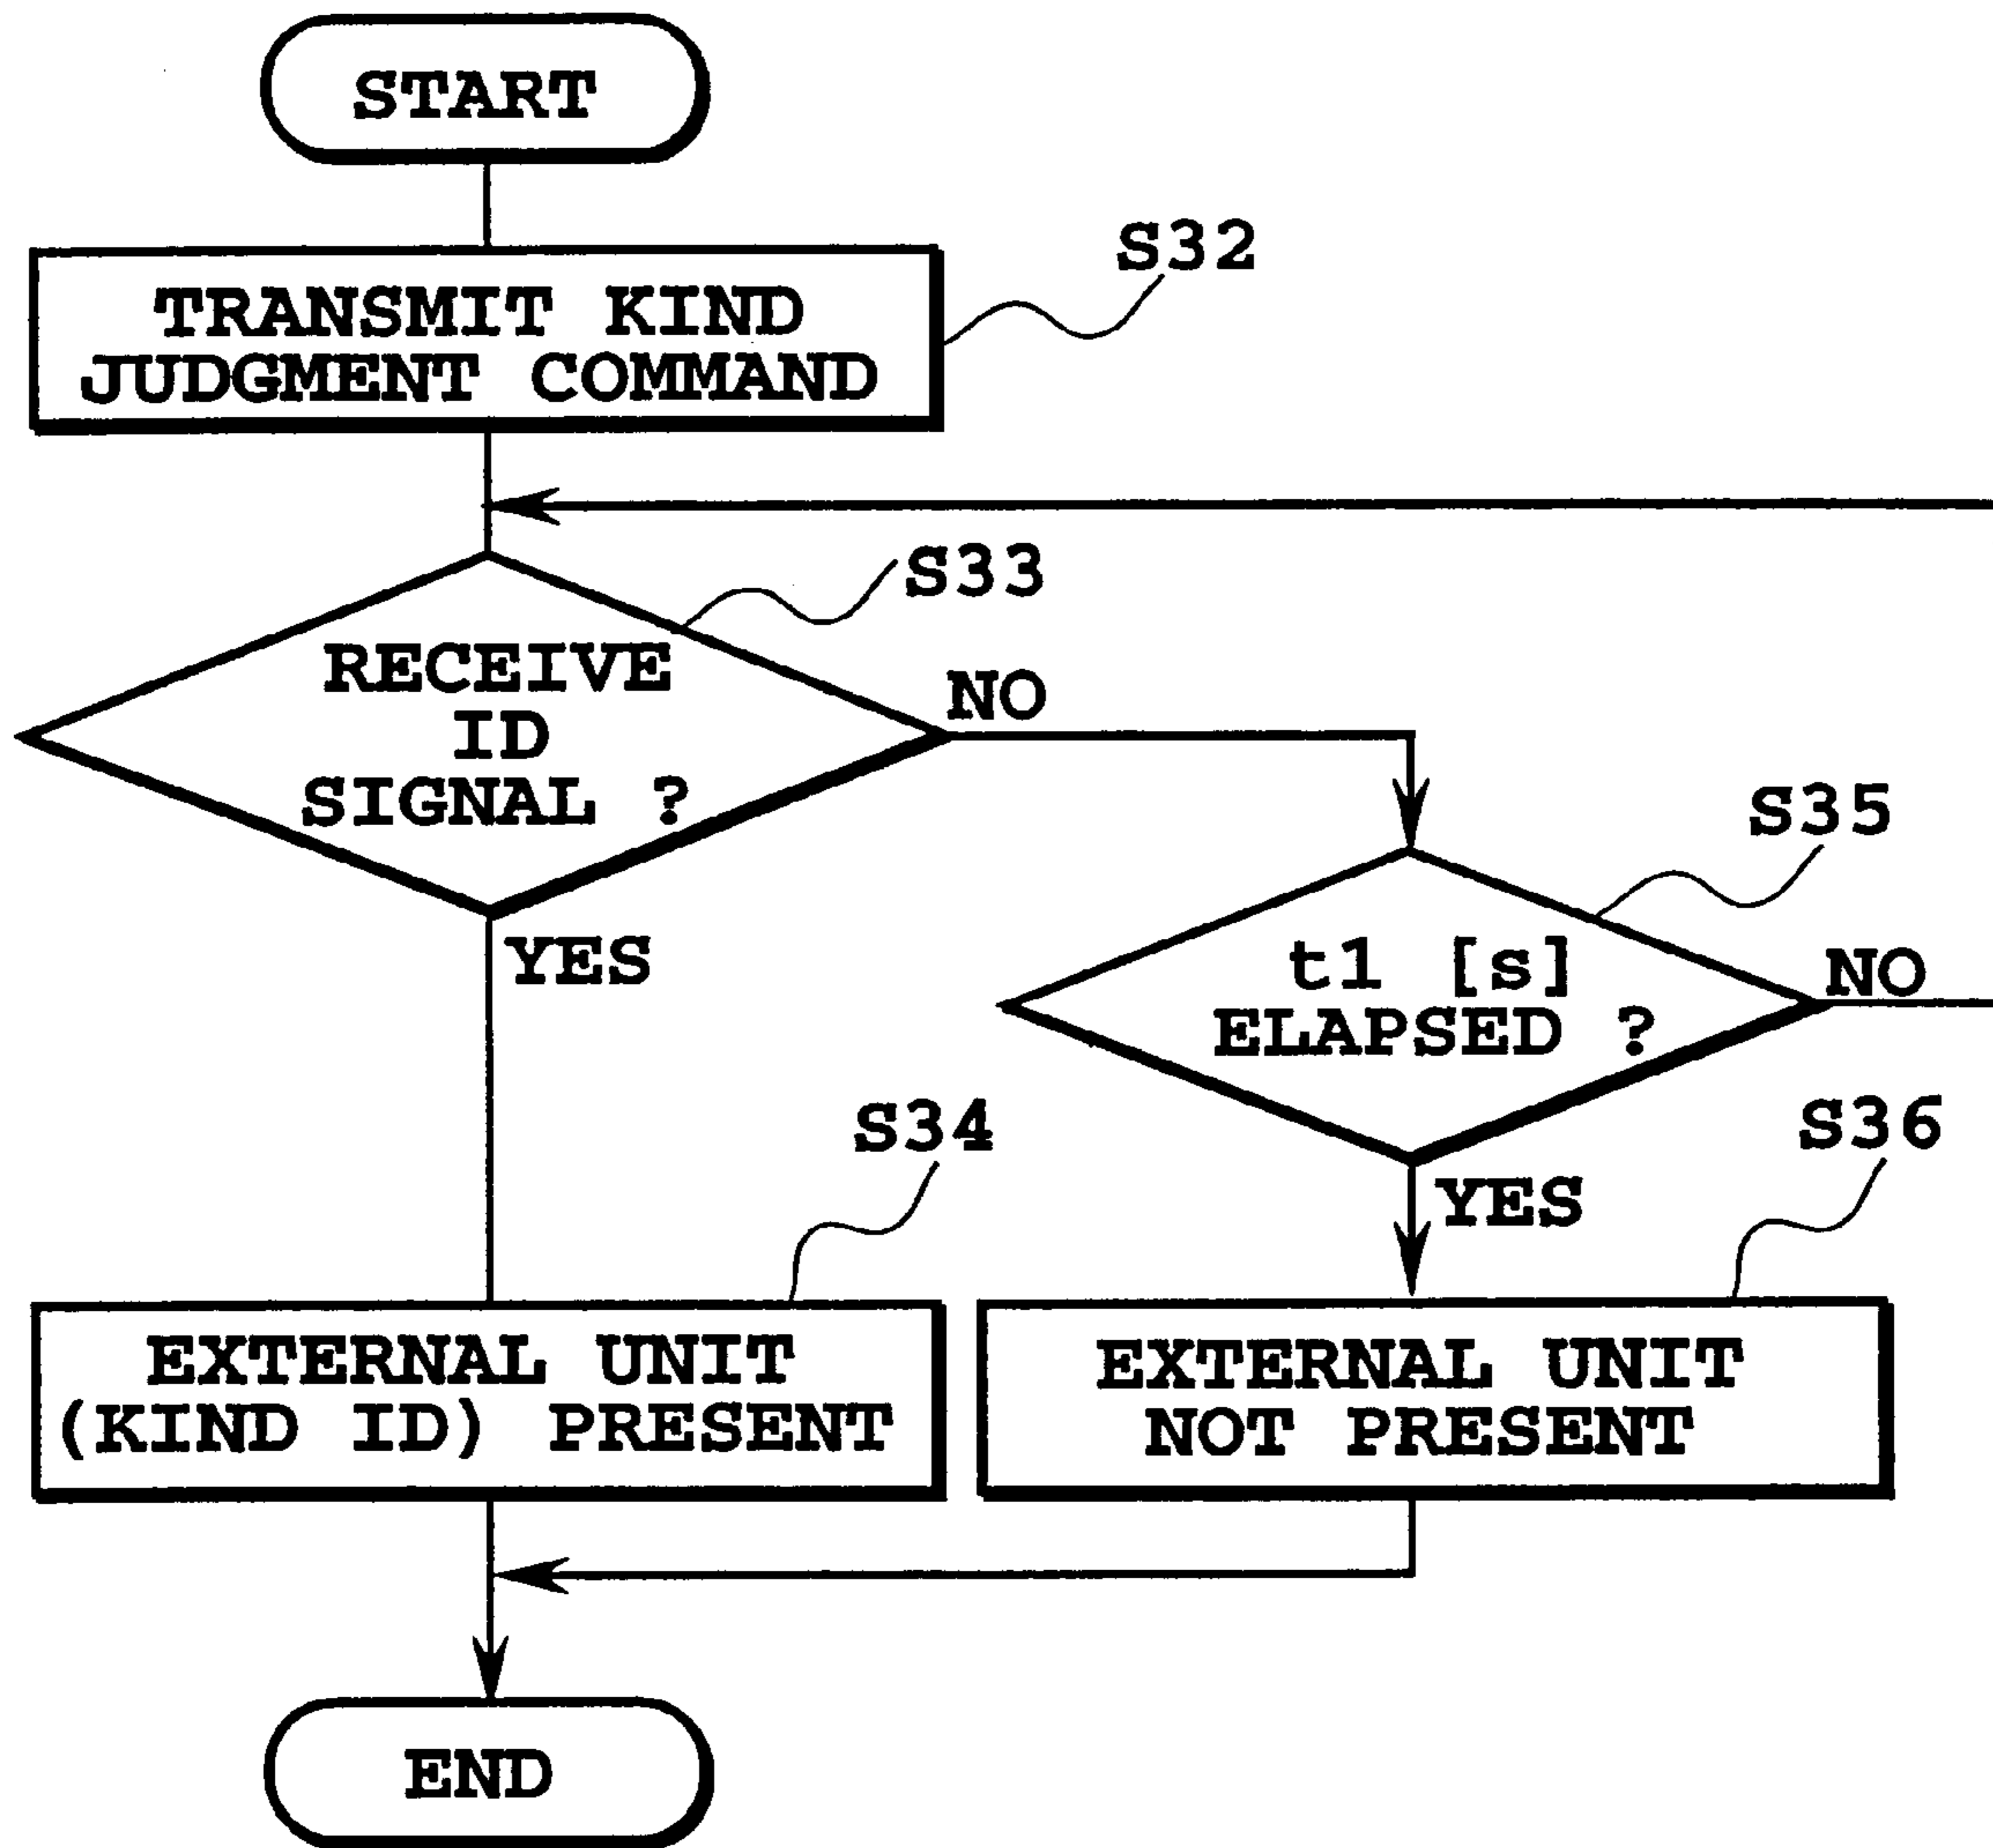 START
S32
TRANSMIT KIND
JUDGMENT COMMAND
S33
RECEIVE
ID
SIGNAL ?
NO
YES
S35
t1 [s]
ELAPSED ?
NO
YES
S34
EXTERNAL UNIT
(KIND ID) PRESENT
S36
EXTERNAL UNIT
NOT PRESENT
END